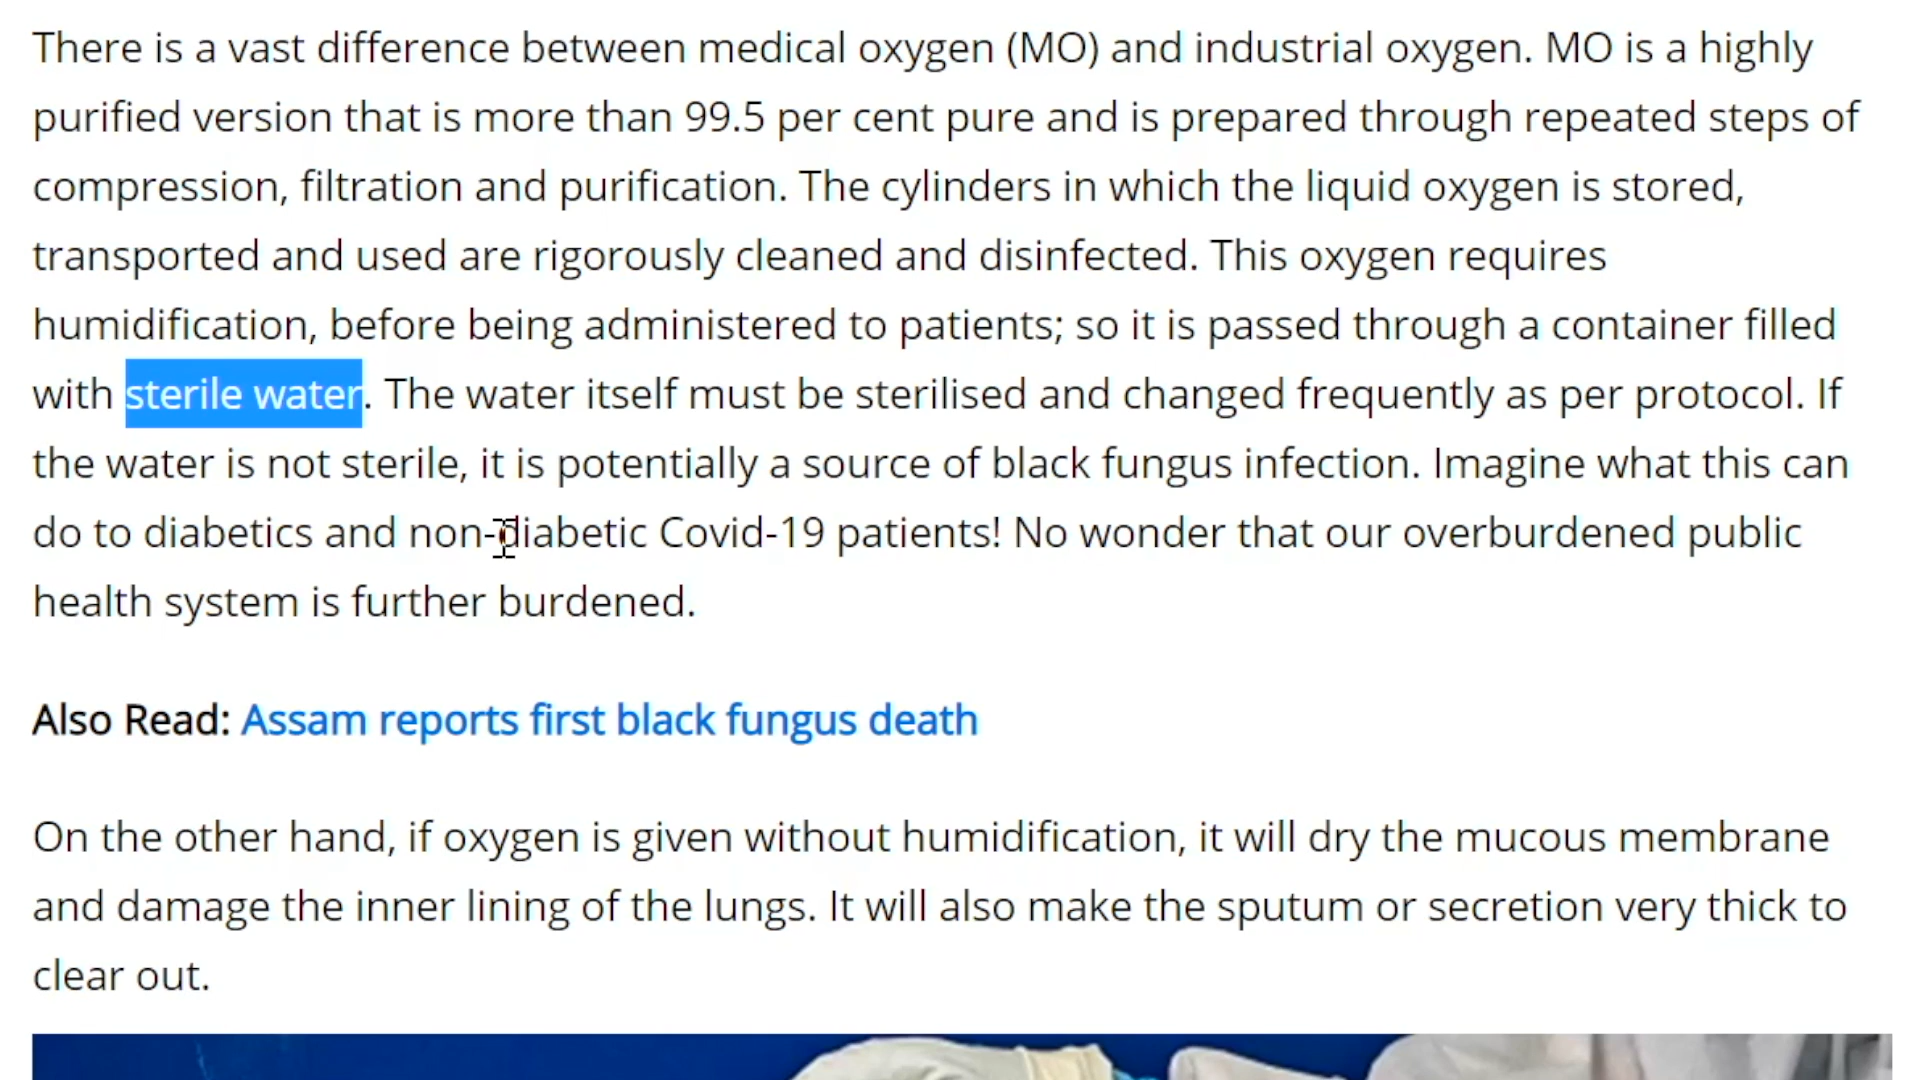 There is a vast difference between medical oxygen (MO) and industrial oxygen. MO is a highly
purified version that is more than 99.5 per cent pure and is prepared through repeated steps of
compression, filtration and purification. The cylinders in which the liquid oxygen is stored,
transported and used are rigorously cleaned and disinfected. This oxygen requires
humidification, before being administered to patients; so it is passed through a container filled
with sterile water. The water itself must be sterilised and changed frequently as per protocol. If
the water is not sterile, it is potentially a source of black fungus infection. Imagine what this can
do to diabetics and non-diabetic Covid-19 patients! No wonder that our overburdened public
health system is further burdened.
Also Read: Assam reports first black fungus death
On the other hand, if oxygen is given without humidification, it will dry the mucous membrane
and damage the inner lining of the lungs. It will also make the sputum or secretion very thick to
clear out.